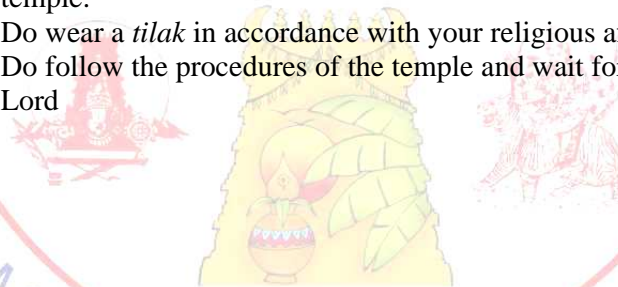 temple.
Do wear a tilak in accordance with your religious
Do follow the procedures of the temple and wait
Lord